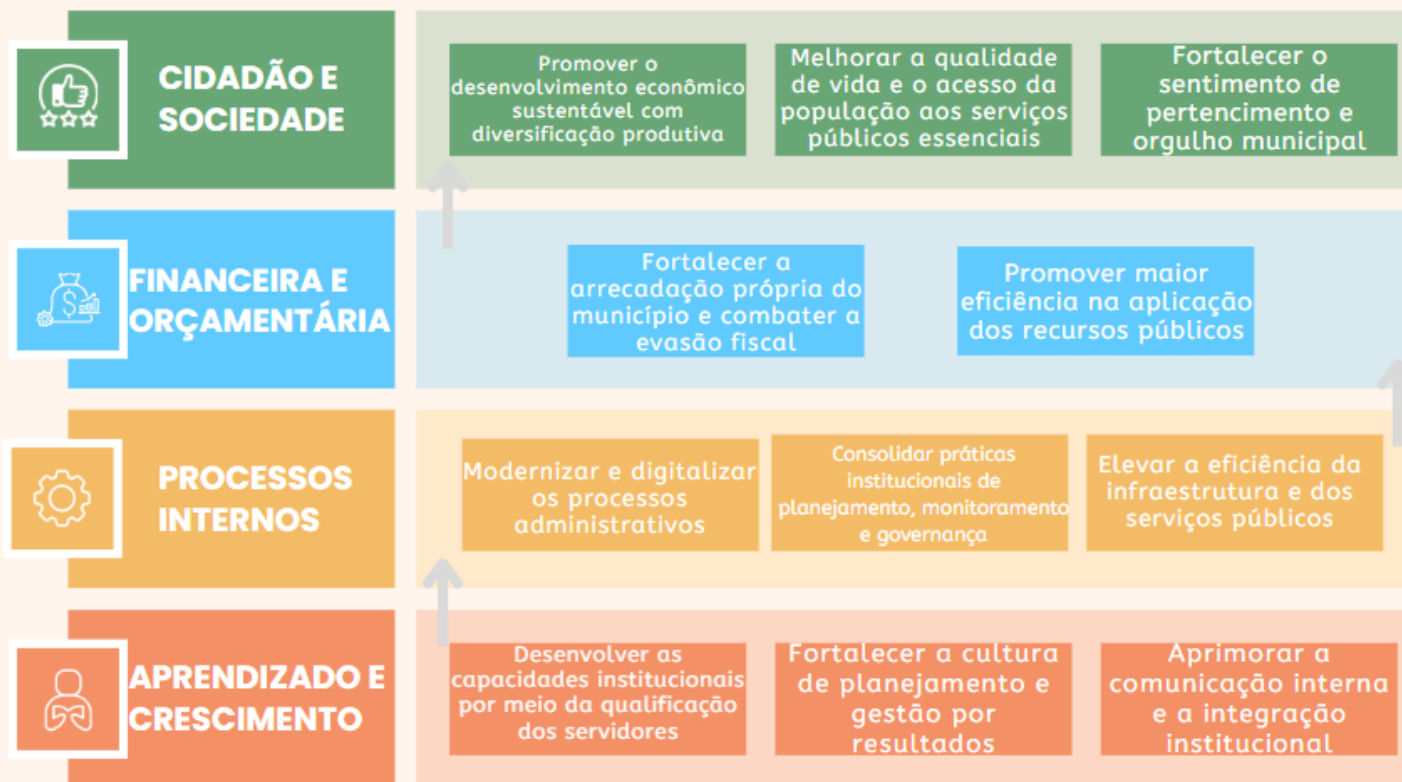 CIDADÃO E
SOCIEDADE
Promover o
desenvolvimento econômico
sustentável com
diversificação produtiva
Melhorar a qualidade
de vida e o acesso da
população aos serviços
públicos essenciais
Fortalecer o
sentimento de
pertencimento e
orgulho municipal
FINANCEIRA E
ORÇAMENTÁRIA
Fortalecer a
arrecadação própria do
município e combater a
evasão fiscal
Promover maior
eficiência na aplicação
dos recursos públicos
PROCESSOS
INTERNOS
Modernizar e digitalizar
os processos
administrativos
Consolidar práticas
institucionais de
planejamento, monitoramento
e governança
Elevar a eficiência da
infraestrutura e dos
serviços públicos
APRENDIZADO E
CRESCIMENTO
Desenvolver as
capacidades institucionais
por meio da qualificação
dos servidores
Fortalecer a cultura
de planejamento e
gestão por
resultados
Aprimorar a
comunicação interna
e a integração
institucional